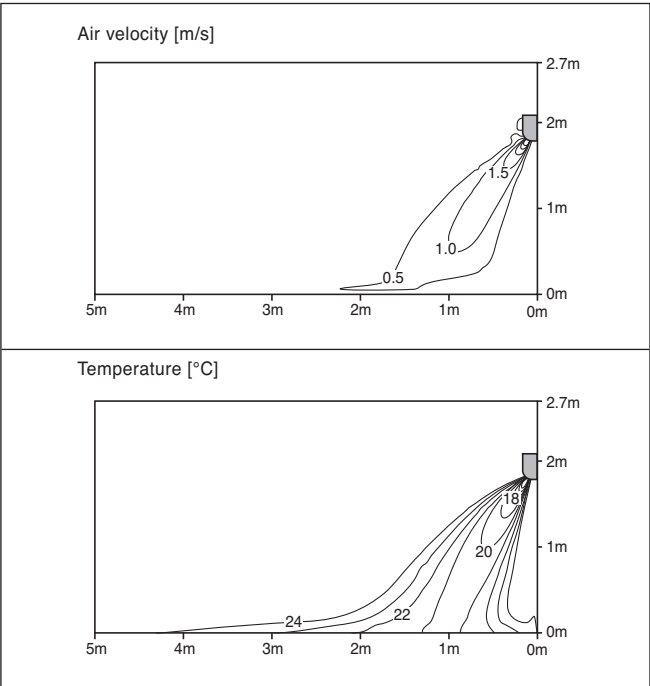 Air velocity [m/s]
2.7m
2m
1.5
1m
1.0
0.5
0m
5m 4m 3m 2m 1m 0m
Temperature [°C]
2.7m
2m
18
20
1m
22
24
0m
5m 4m 3m 2m 1m 0m